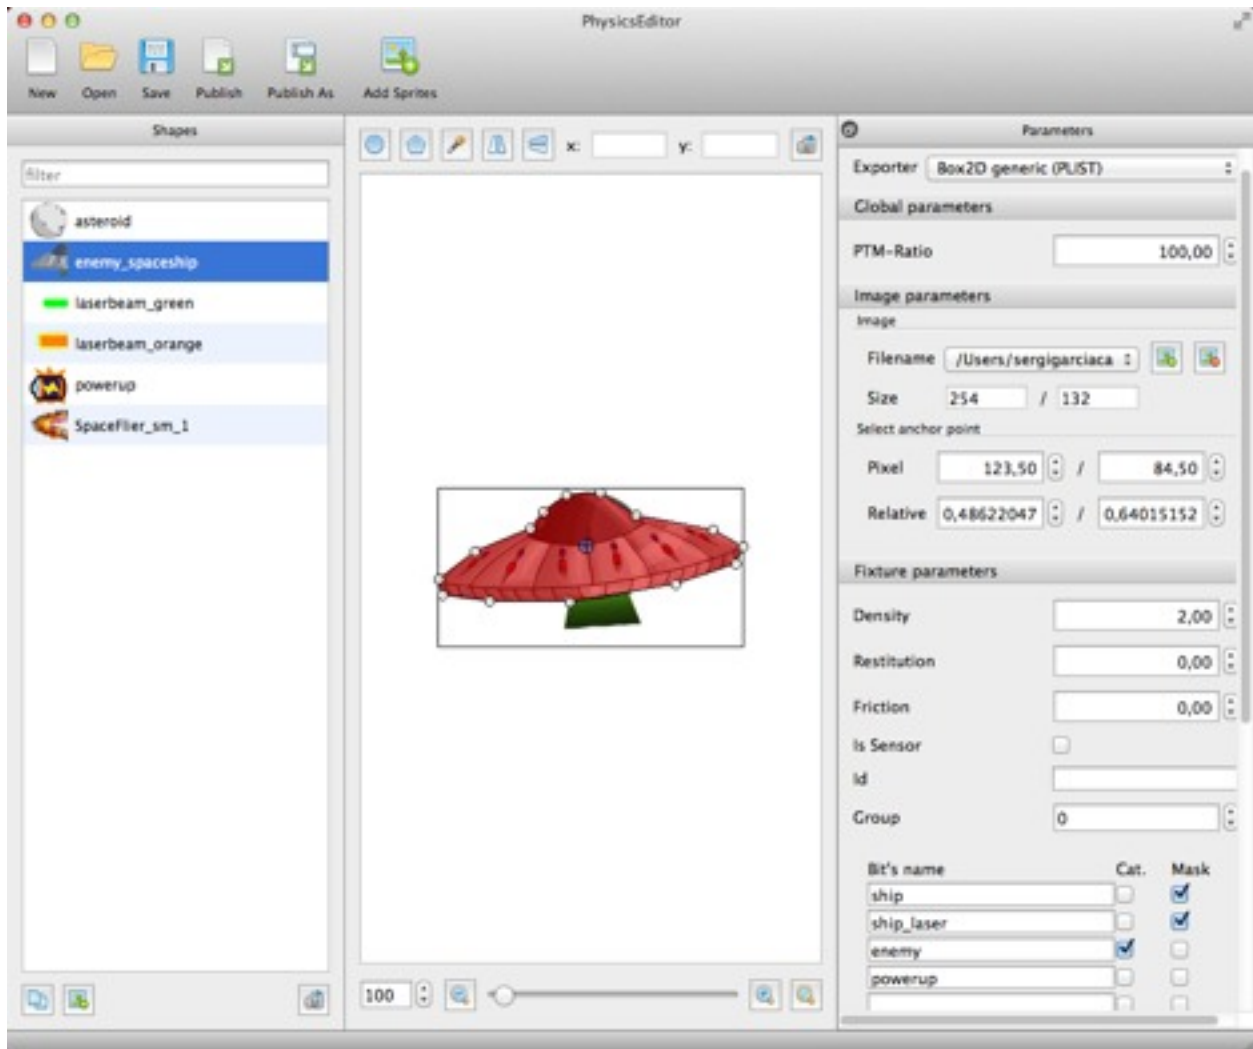 PhysicsEditor
New Open Save Publish Publish As Add Sprites
Shapes
filter
asteroid
enemy_spaceship
laserbeam_green
laserbeam_orange
powerup
SpaceFlier_sm_1
x: y:
100
Parameters
Exporter Box2D generic (PLIST)
Global parameters
PTM-Ratio 100,00
Image parameters
Image
Filename /Users/sergigarciaca
Size 254 / 132
Select anchor point
Pixel 123,50 / 84,50
Relative 0,48622047 / 0,64015152
Fixture parameters
Density 2,00
Restitution 0,00
Friction 0,00
Is Sensor
Id
Group 0
Bit's name Cat. Mask
ship
ship_laser
enemy
powerup